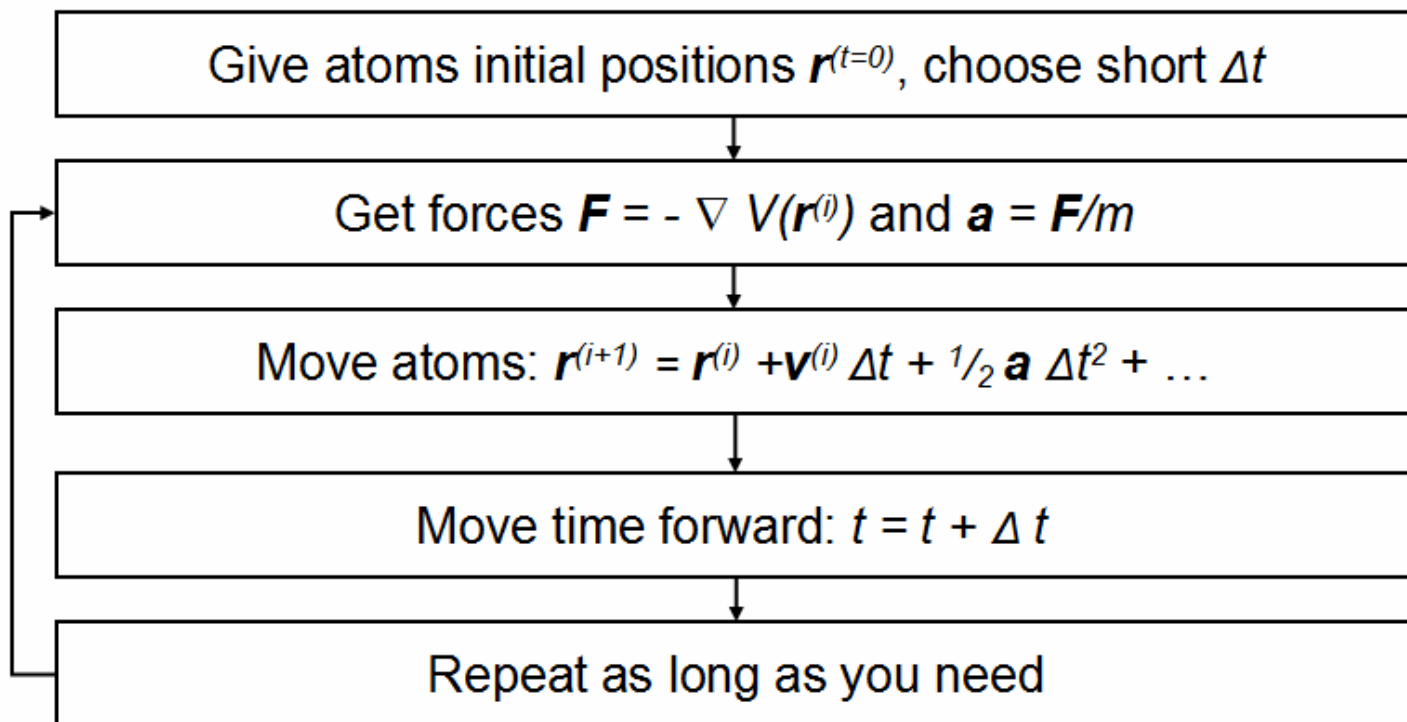 Give atoms initial positions r^(t=0), choose short Δt
Get forces F = - ∇ V(r^(i)) and a = F/m
Move atoms: r^(i+1) = r^(i) +v^(i) Δt + ½ a Δt² + …
Move time forward: t = t + Δ t
Repeat as long as you need